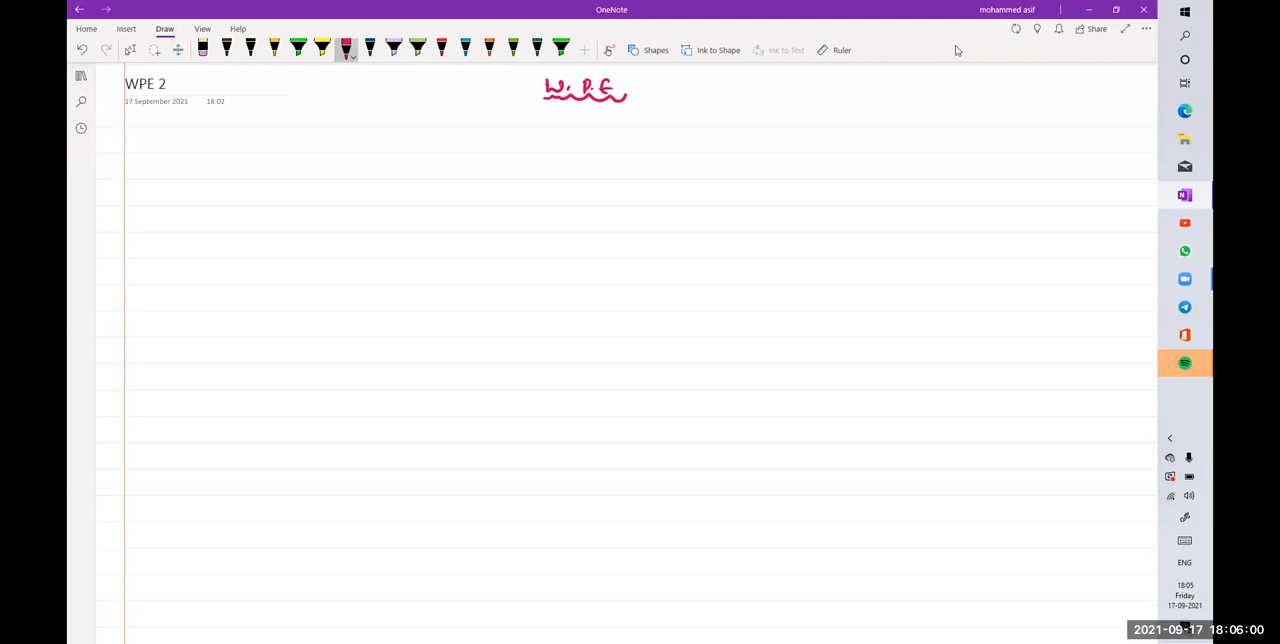 OneNote
mohammed asif
Home Insert Draw View Help
Share
Shapes Ink to Shape Ink to Text Ruler
WPE 2
17 September 2021 18:02
W. P. E
ENG
18:05
Friday
17-09-2021
2021-09-17 18:06:00